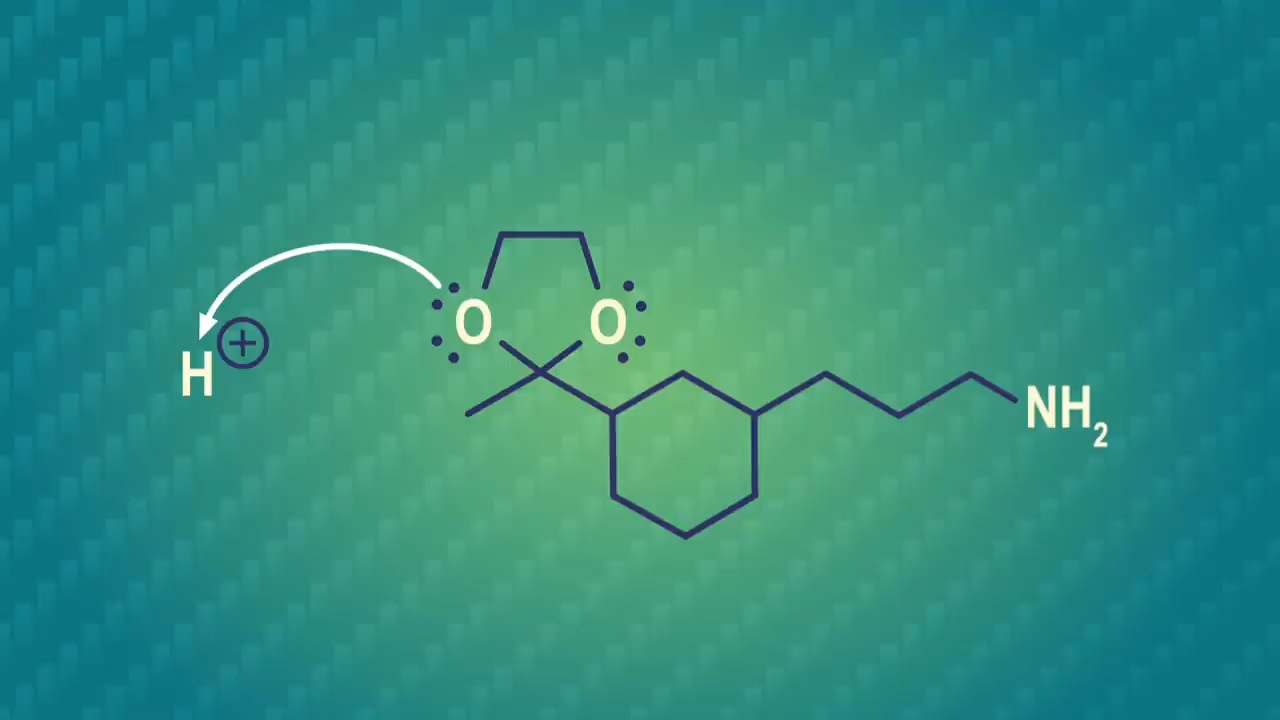 O O
H +
NH₂